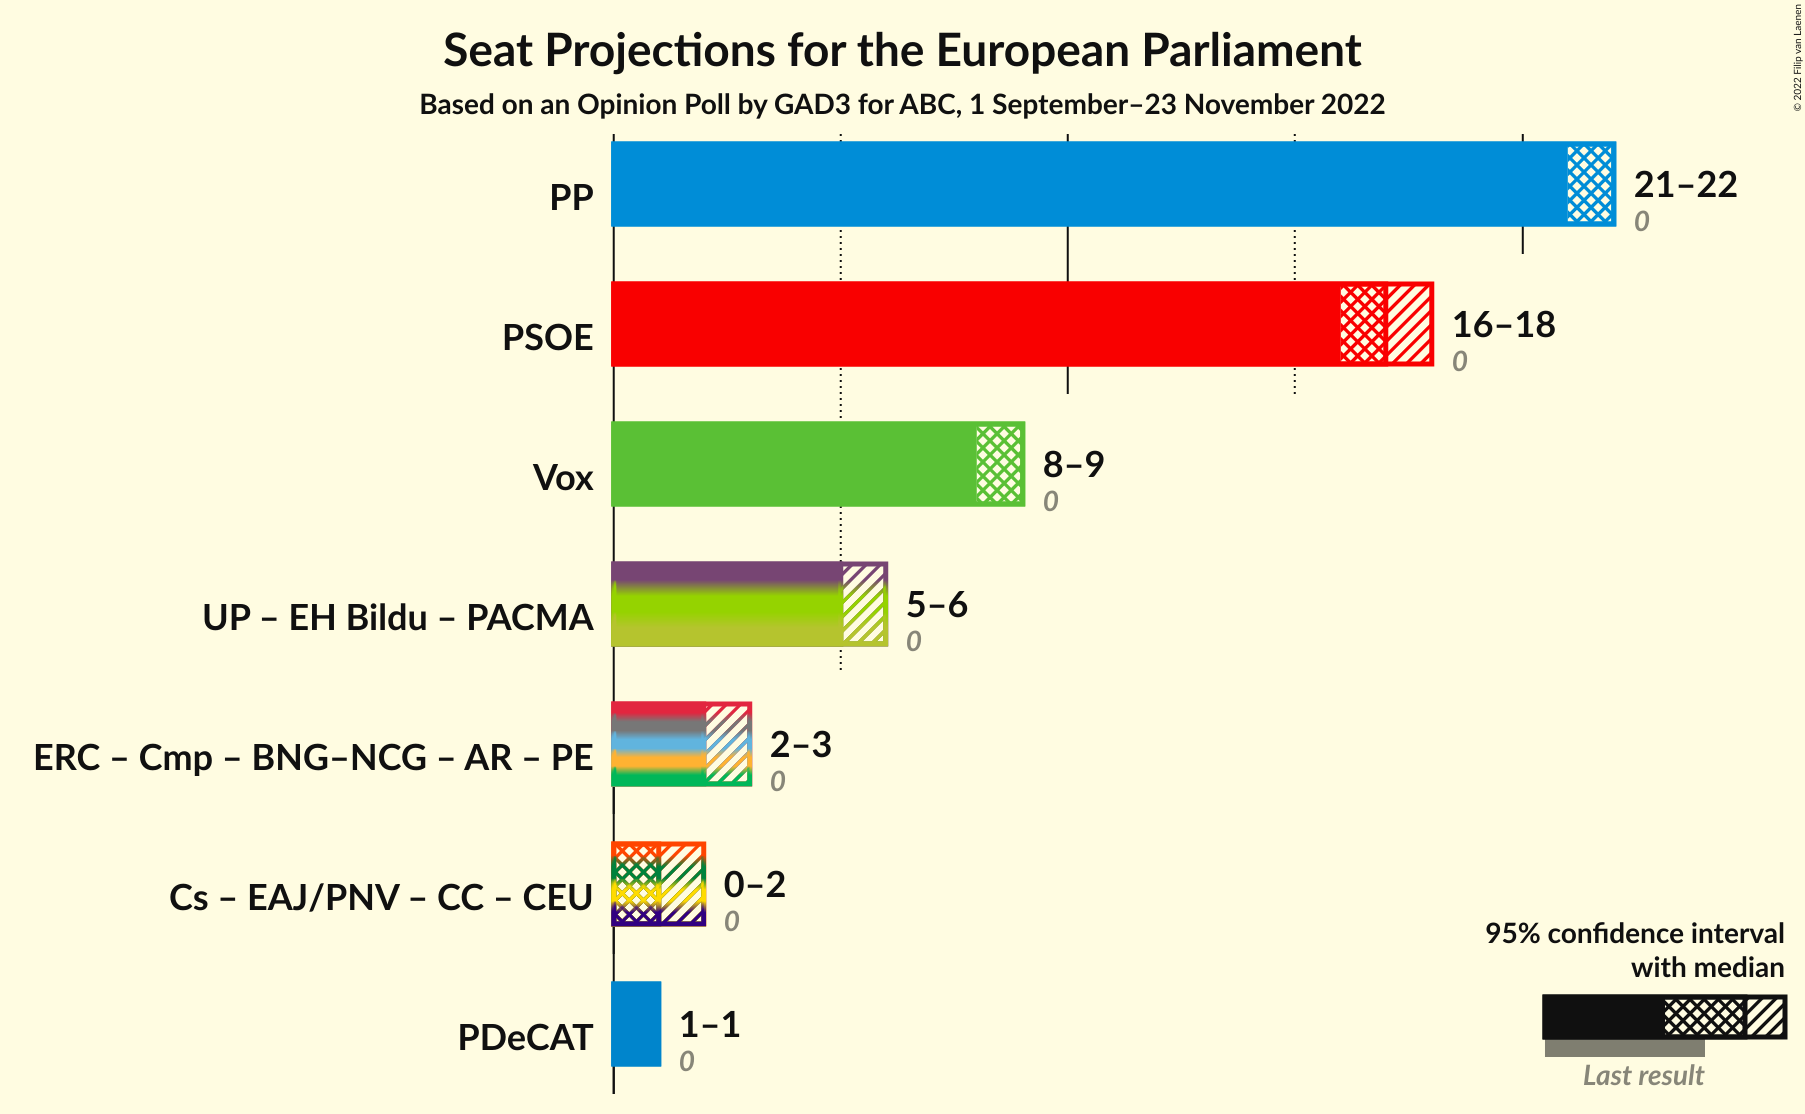 Seat Projections for the European Parliament
Based on an Opinion Poll by GAD3 for ABC, 1 September–23 November 2022
© 2022 Filip van Laenen
PP
21–22
0
PSOE
16–18
0
Vox
8–9
0
UP – EH Bildu – PACMA
5–6
0
ERC – Cmp – BNG–NCG – AR – PE
2–3
0
Cs – EAJ/PNV – CC – CEU
0–2
0
PDeCAT
1–1
0
95% confidence interval
with median
Last result